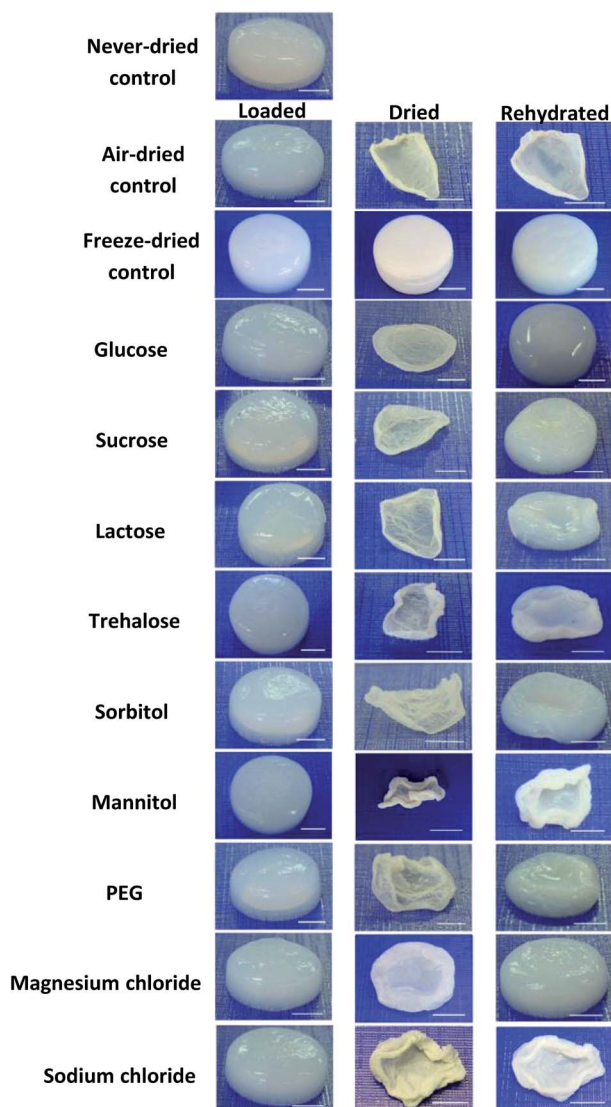 Never-dried
control
Loaded Dried Rehydrated
Air-dried
control
Freeze-dried
control
Glucose
Sucrose
Lactose
Trehalose
Sorbitol
Mannitol
PEG
Magnesium chloride
Sodium chloride